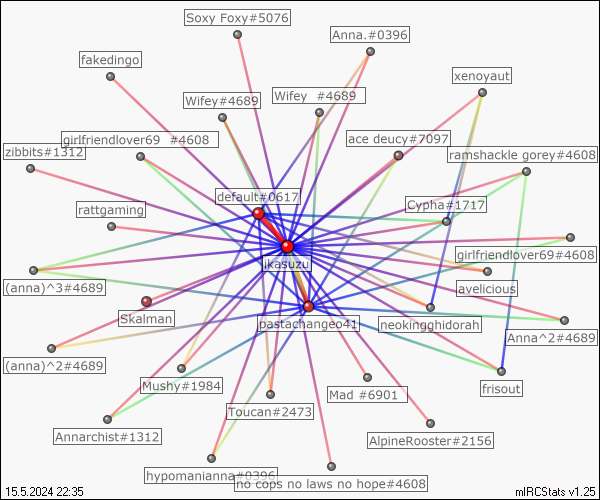 Soxy Foxy#5076
Anna.#0396
fakedingo
xenoyaut
Wifey#4689
Wifey #4689
girlfriendlover69 #4608
ace deucy#7097
zibbits#1312
ramshackle gorey#4608
default#0617
Cypha#1717
rattgaming
girlfriendlover69#4608
ikasuzu
(anna)^3#4689
avelicious
Skalman
pastachangeo41
neokingghidorah
Anna^2#4689
(anna)^2#4689
Mushy#1984
Mad #6901
frisout
Toucan#2473
Annarchist#1312
AlpineRooster#2156
hypomanianna#0396
no cops no laws no hope#4608
15.5.2024 22:35
mIRCStats v1.25